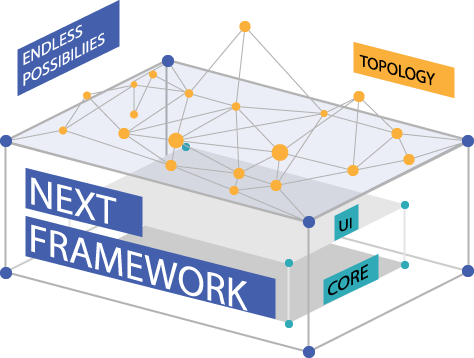 ENDLESS
POSSIBILIIES
TOPOLOGY
NEXT
FRAMEWORK
UI
CORE